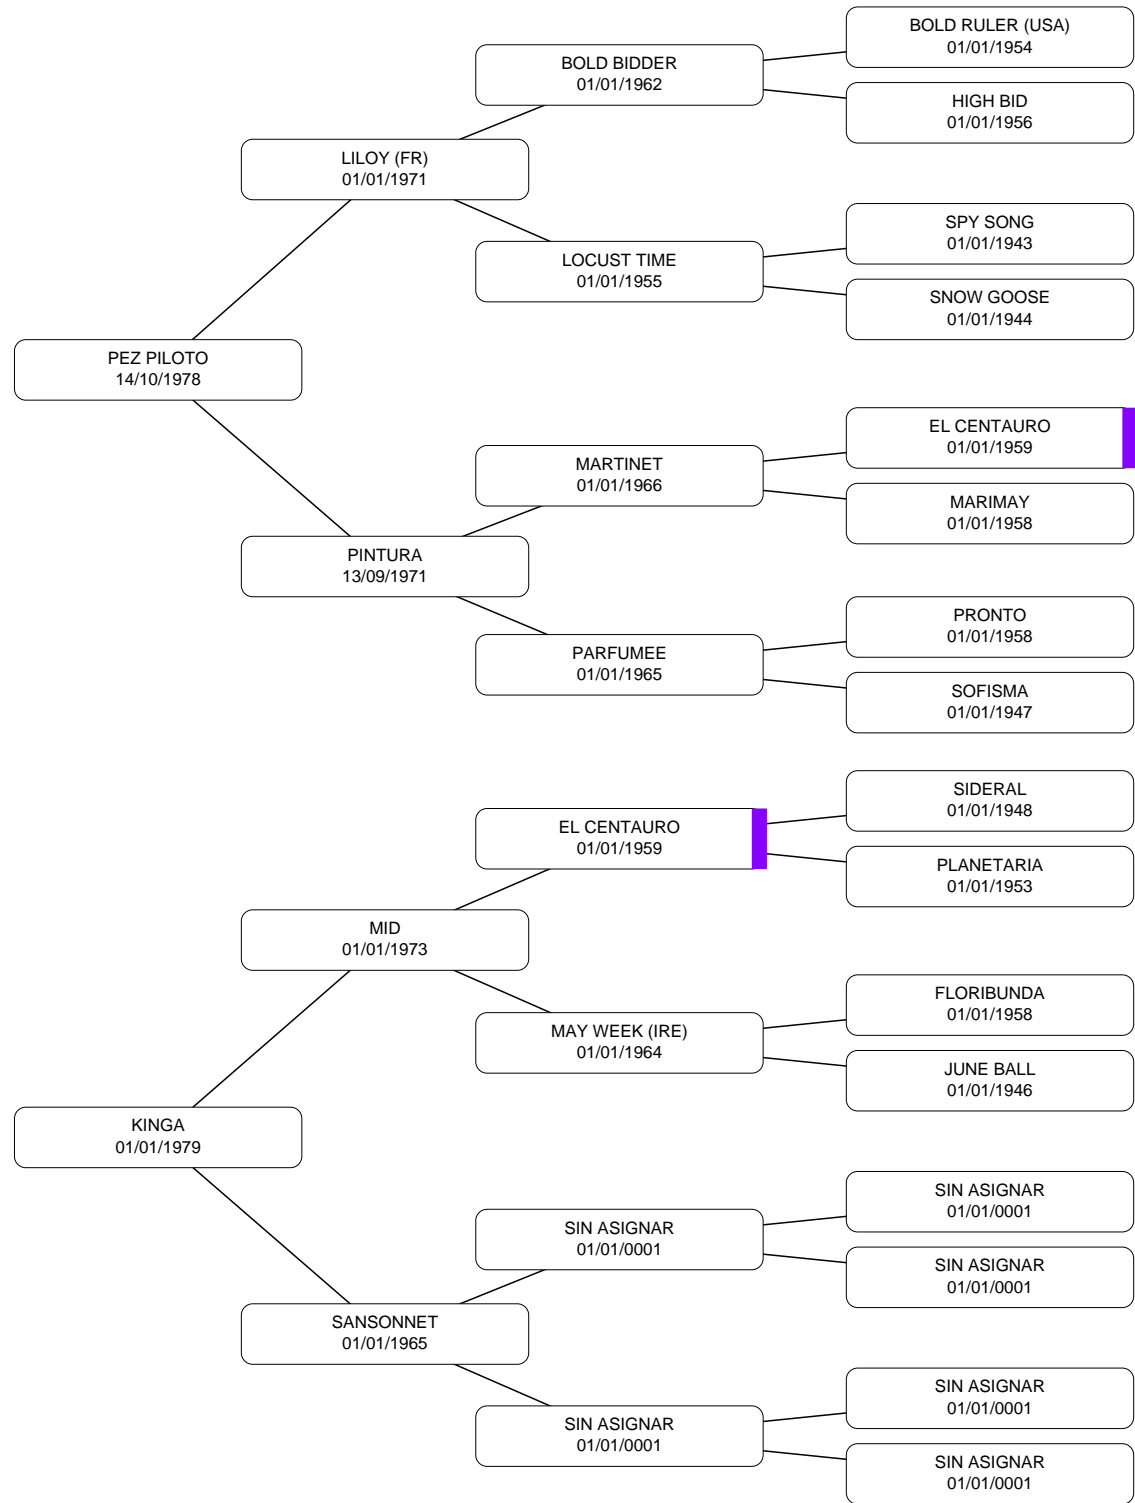 BOLD RULER (USA)
01/01/1954
BOLD BIDDER
01/01/1962
HIGH BID
01/01/1956
LILOY (FR)
01/01/1971
SPY SONG
01/01/1943
LOCUST TIME
01/01/1955
SNOW GOOSE
01/01/1944
PEZ PILOTO
14/10/1978
EL CENTAURO
01/01/1959
MARTINET
01/01/1966
MARIMAY
01/01/1958
PINTURA
13/09/1971
PRONTO
01/01/1958
PARFUMEE
01/01/1965
SOFISMA
01/01/1947
SIDERAL
01/01/1948
EL CENTAURO
01/01/1959
PLANETARIA
01/01/1953
MID
01/01/1973
FLORIBUNDA
01/01/1958
MAY WEEK (IRE)
01/01/1964
JUNE BALL
01/01/1946
KINGA
01/01/1979
SIN ASIGNAR
01/01/0001
SIN ASIGNAR
01/01/0001
SIN ASIGNAR
01/01/0001
SANSONNET
01/01/1965
SIN ASIGNAR
01/01/0001
SIN ASIGNAR
01/01/0001
SIN ASIGNAR
01/01/0001